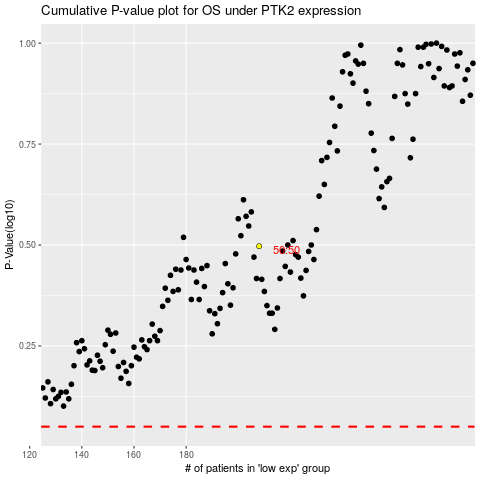 Cumulative P-value plot for OS under PTK2 expression
P-Value(log10)
1.00
0.75
0.50
0.25
50:50
120 140 160 180
# of patients in 'low exp' group